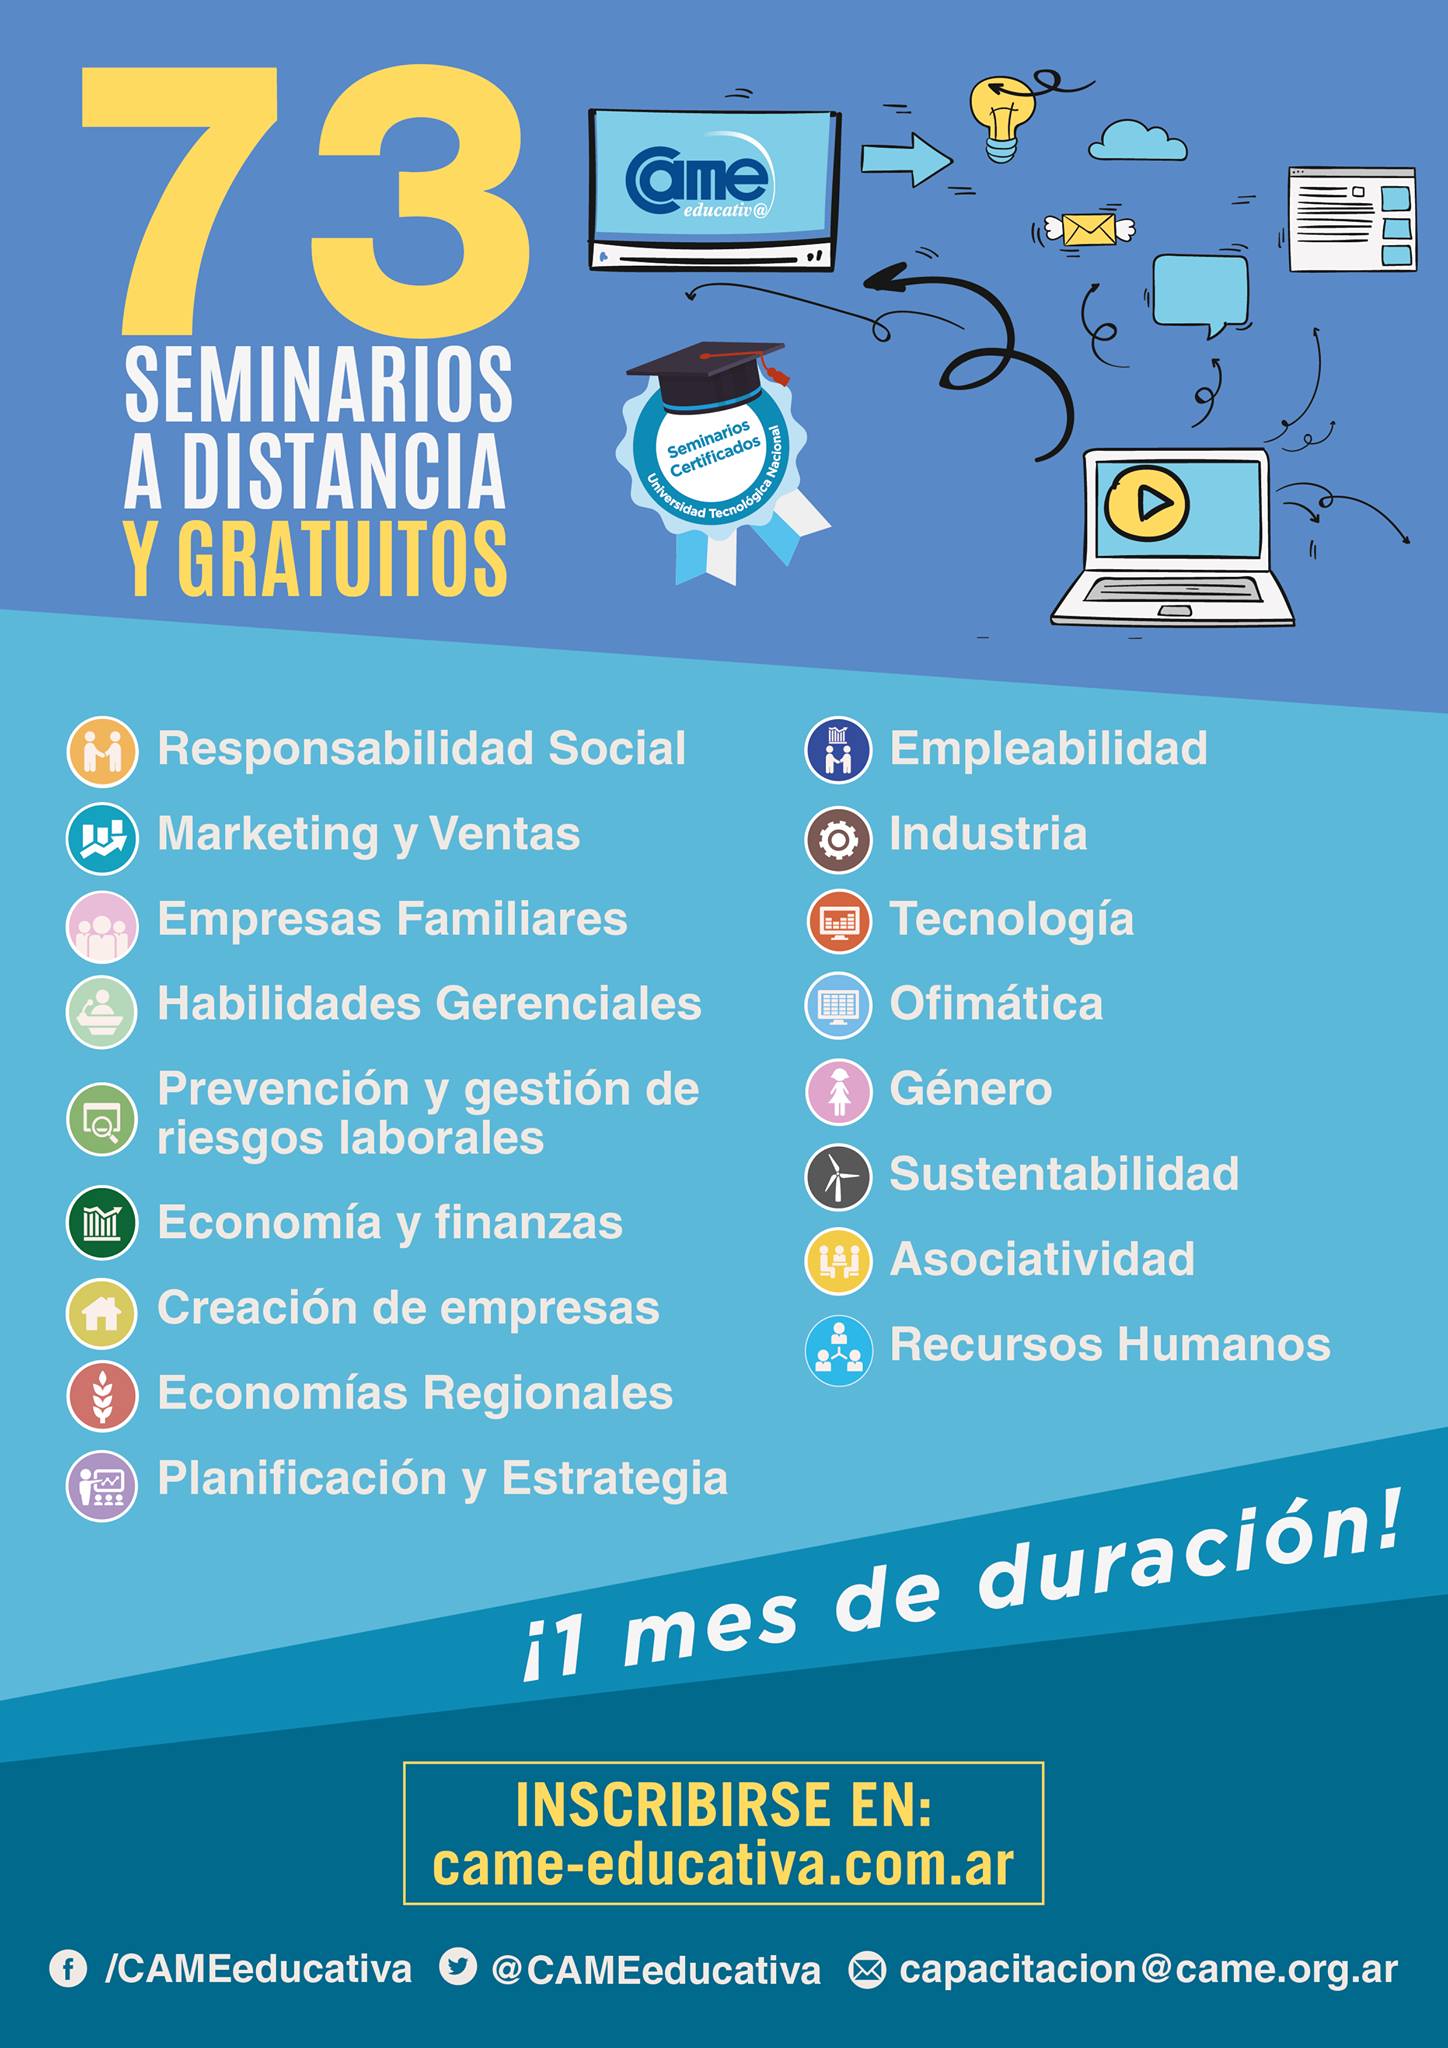 73
SEMINARIOS
A DISTANCIA
Y GRATUITOS
Came
educativ@
Seminarios
Certificados
Universidad Tecnológica Nacional
Responsabilidad Social
Marketing y Ventas
Empresas Familiares
Habilidades Gerenciales
Prevención y gestión de
riesgos laborales
Economía y finanzas
Creación de empresas
Economías Regionales
Planificación y Estrategia
Empleabilidad
Industria
Tecnología
Ofimática
Género
Sustentabilidad
Asociatividad
Recursos Humanos
¡1 mes de duración!
INSCRIBIRSE EN:
came-educativa.com.ar
/CAMEeducativa @CAMEeducativa capacitacion@came.org.ar